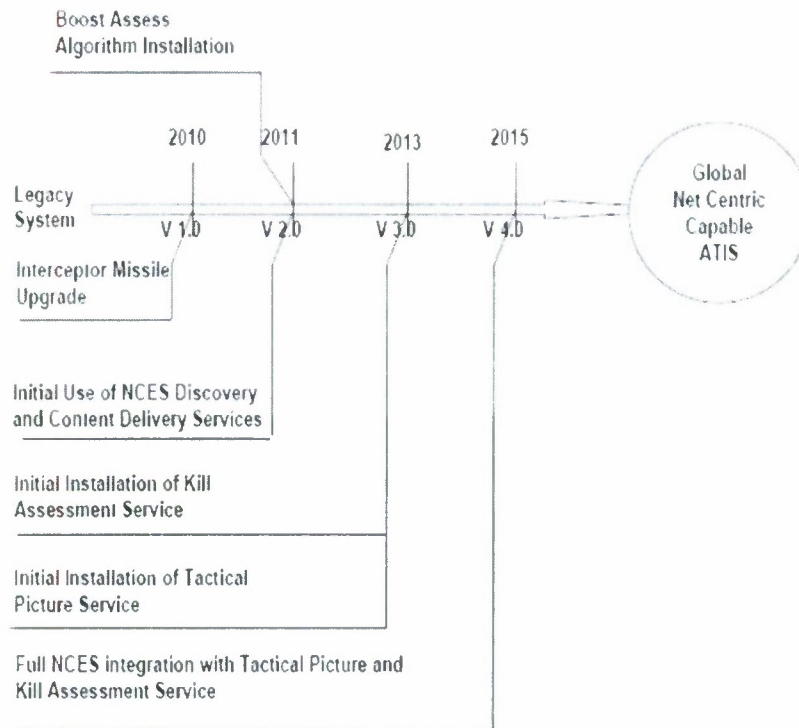 Boost Assess
Algorithm Installation
2010
2011
2013
2015
Legacy
System
V 1.0
V 2.0
V 3.0
V 4.0
Global
Net Centric
Capable
ATIS
Interceptor Missile
Upgrade
Initial Use of NCES Discovery
and Content Delivery Services
Initial Installation of Kill
Assessment Service
Initial Installation of Tactical
Picture Service
Full NCES integration with Tactical Picture and
Kill Assessment Service